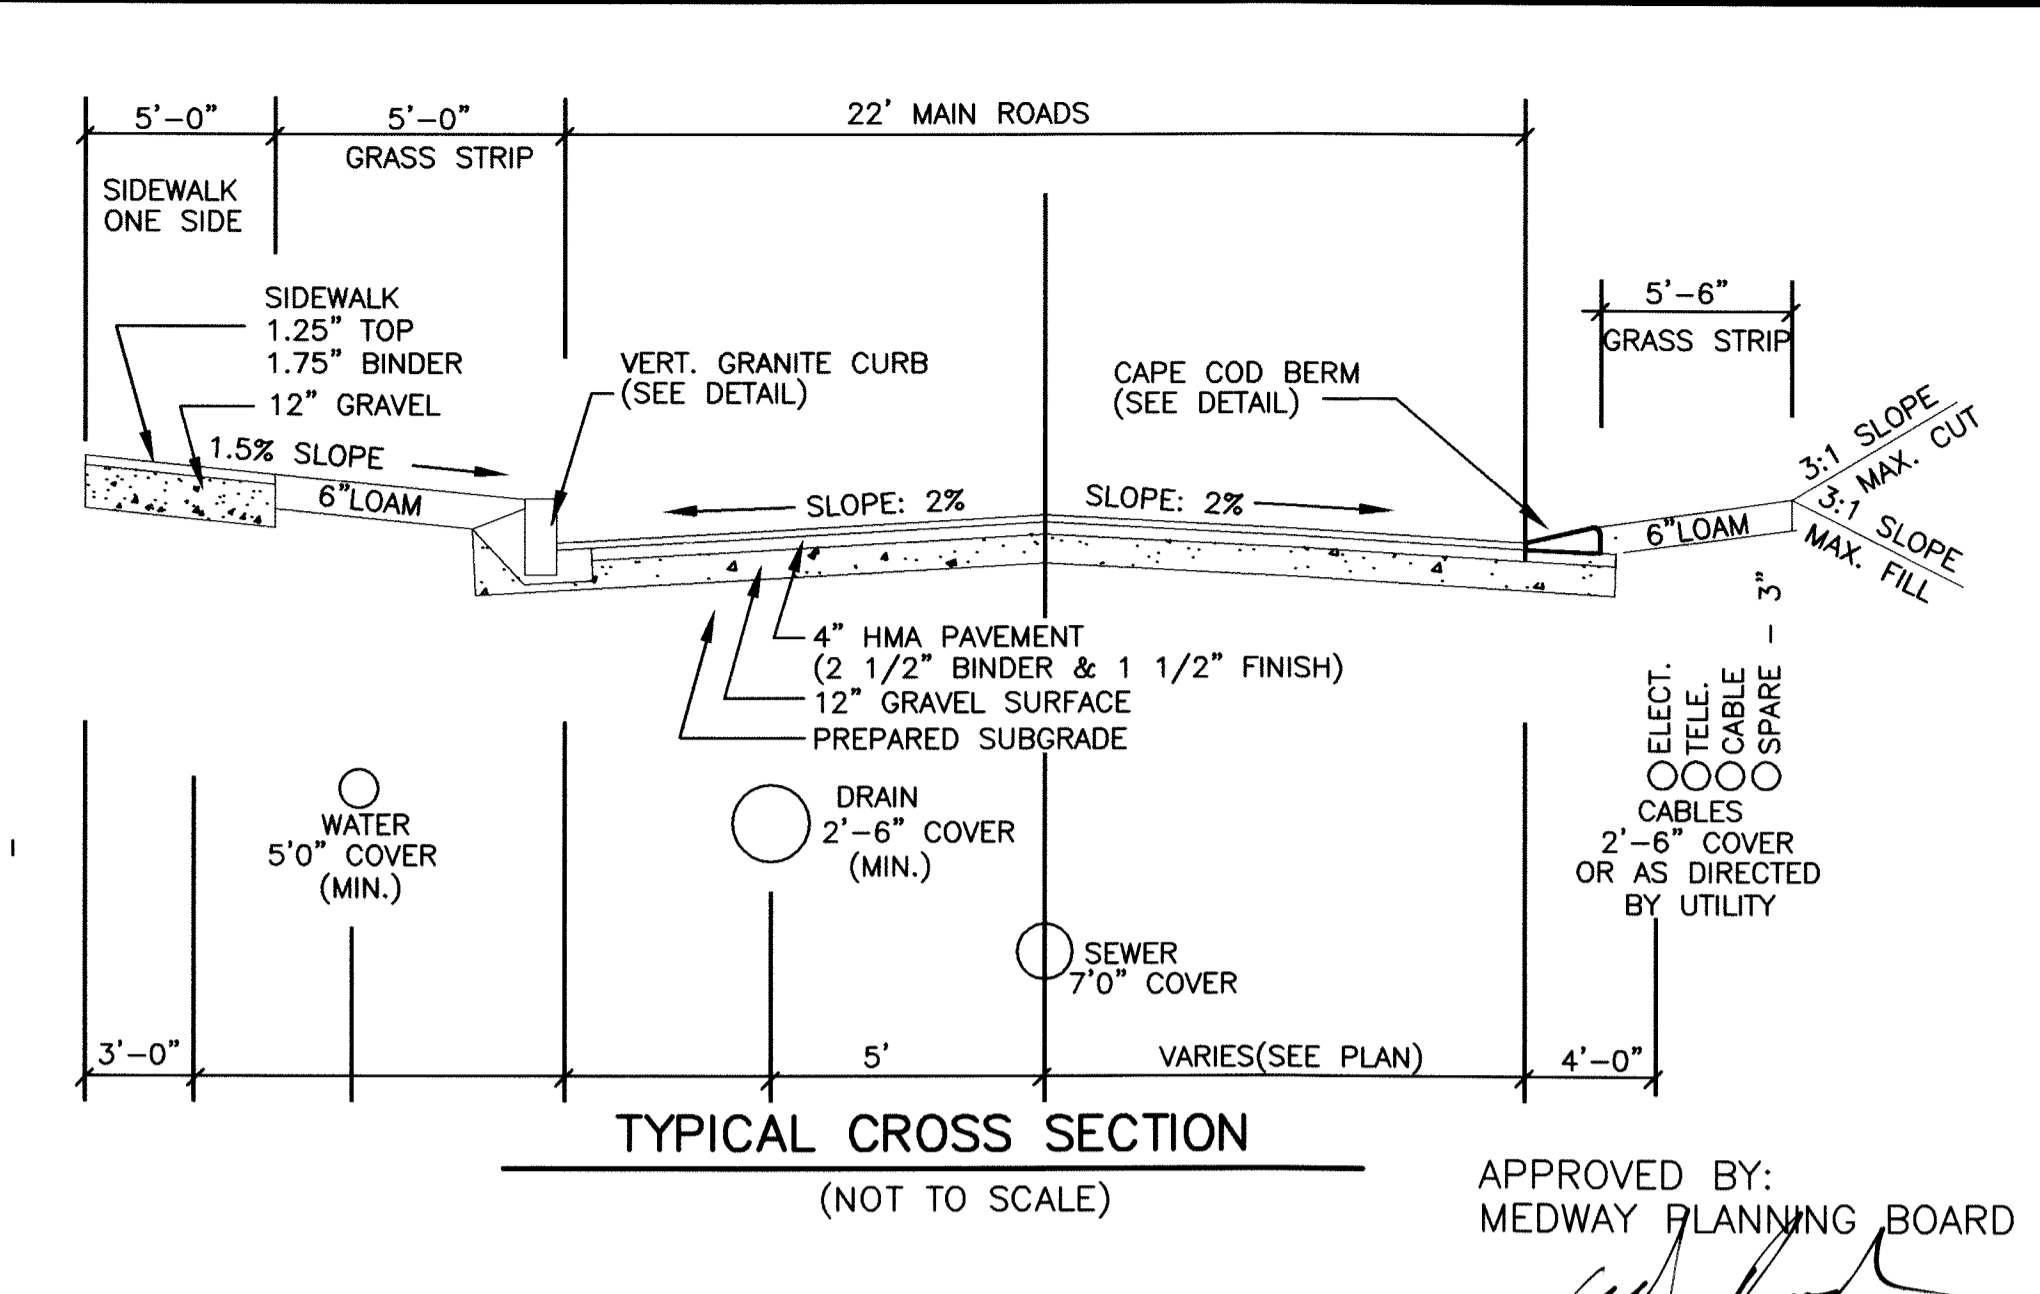 5'-0"
5'-0"
22' MAIN ROADS
GRASS STRIP
SIDEWALK
ONE SIDE
5'-6"
GRASS STRIP
SIDEWALK
1.25" TOP
1.75" BINDER
12" GRAVEL
VERT. GRANITE CURB
(SEE DETAIL)
CAPE COD BERM
(SEE DETAIL)
3:1 SLOPE
MAX. CUT
3:1 SLOPE
MAX. FILL
1.5% SLOPE
6"LOAM
SLOPE: 2%
SLOPE: 2%
6"LOAM
4" HMA PAVEMENT
(2 1/2" BINDER & 1 1/2" FINISH)
12" GRAVEL SURFACE
PREPARED SUBGRADE
ELECT.
TELE.
CABLE
SPARE - 3"
CABLES
2'-6" COVER
OR AS DIRECTED
BY UTILITY
WATER
5'0" COVER
(MIN.)
DRAIN
2'-6" COVER
(MIN.)
SEWER
7'0" COVER
3'-0"
5'
VARIES(SEE PLAN)
4'-0"
TYPICAL CROSS SECTION
(NOT TO SCALE)
APPROVED BY:
MEDWAY PLANNING BOARD